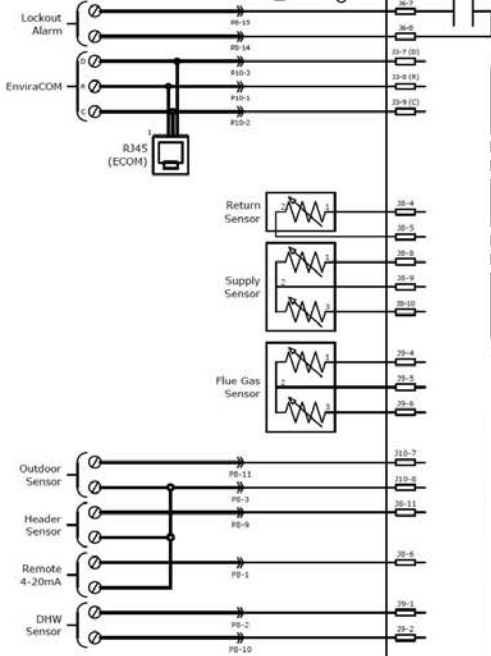 J6-7
Lockout
Alarm
P8-15
J6-8
P8-14
J3-7 (D)
D
P10-3
EnviraCOM
R
J3-8 (R)
P10-1
C
J3-9 (C)
P10-2
1
RJ45
(ECOM)
Return
Sensor
2
1
J8-4
J8-5
Supply
Sensor
1
J8-8
2
J8-9
3
J8-10
Flue Gas
Sensor
1
J9-4
2
J9-5
3
J9-6
Outdoor
Sensor
J10-7
P8-11
J10-8
P8-3
Header
Sensor
J8-11
P8-9
Remote
4-20mA
J8-6
P8-1
DHW
Sensor
J9-1
P8-2
J9-2
P8-10